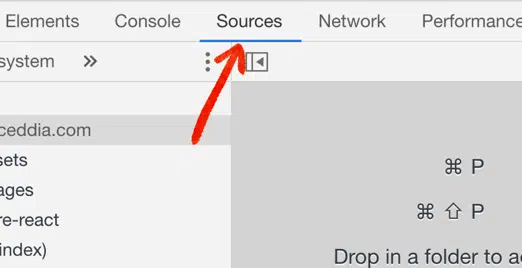 Elements Console Sources Network Performance
system »
ceddia.com
sets
ages
re-react
index)
⌘ P
⌘ ⇧ P
Drop in a folder to a